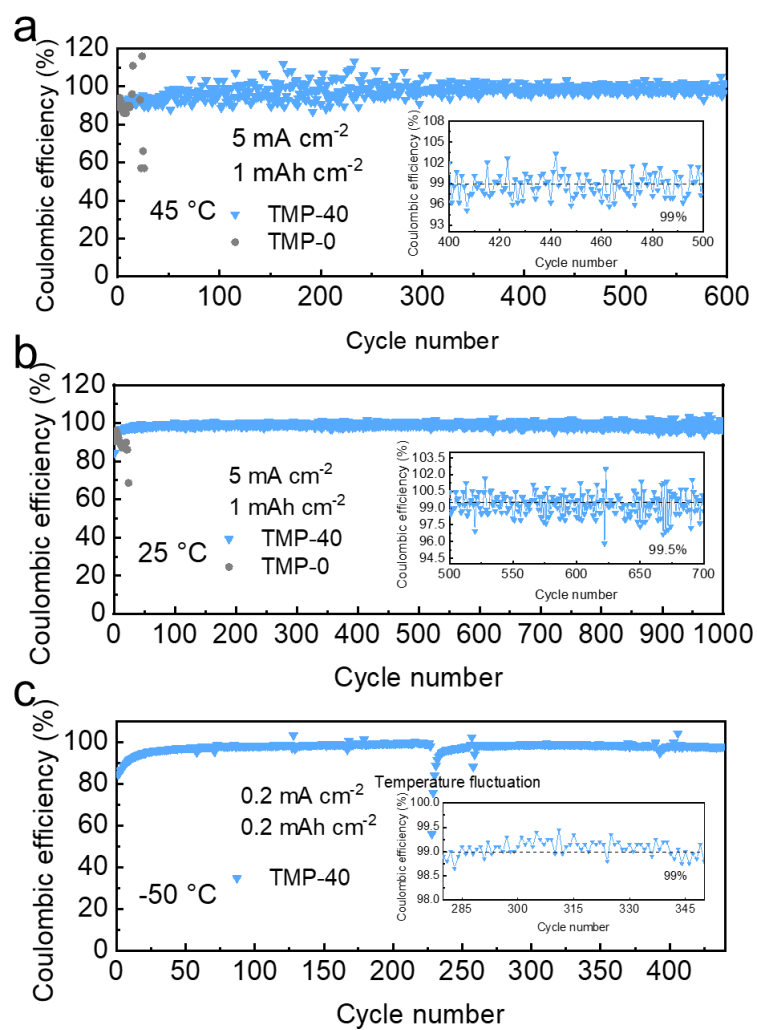 a
Coulombic efficiency (%)
120
100
80
60
40
20
0
5 mA cm-2
1 mAh cm-2
45 °C
TMP-40
TMP-0
0
100
200
300
400
500
600
Cycle number
Coulombic efficiency (%)
108
105
102
99
96
93
99%
400
420
440
460
480
500
Cycle number
b
Coulombic efficiency (%)
120
100
80
60
40
20
0
5 mA cm-2
1 mAh cm-2
25 °C
TMP-40
TMP-0
0
100
200
300
400
500
600
700
800
900
1000
Cycle number
Coulombic efficiency (%)
103.5
102.0
100.5
99.0
97.5
96.0
94.5
99.5%
500
550
600
650
700
Cycle number
c
Coulombic efficiency (%)
100
80
60
40
20
0
0.2 mA cm-2
0.2 mAh cm-2
-50 °C
TMP-40
Temperature fluctuation
0
50
100
150
200
250
300
350
400
Cycle number
Coulombic efficiency (%)
100.0
99.5
99.0
98.5
98.0
99%
285
300
315
330
345
Cycle number